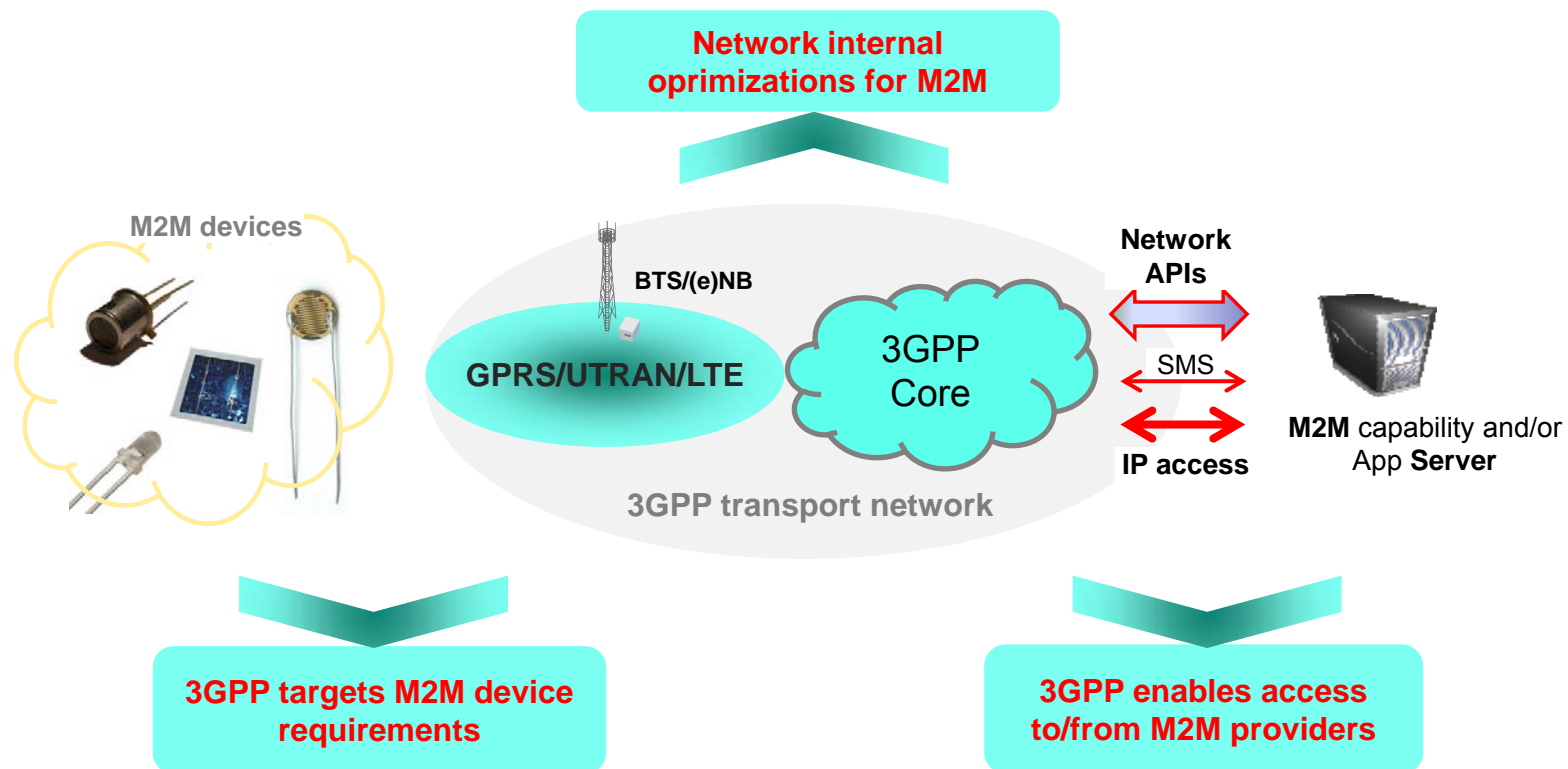 Network internal
oprimizations for M2M
M2M devices
BTS/(e)NB
GPRS/UTRAN/LTE
3GPP
Core
3GPP transport network
Network
APIs
SMS
IP access
M2M capability and/or
App Server
3GPP targets M2M device
requirements
3GPP enables access
to/from M2M providers